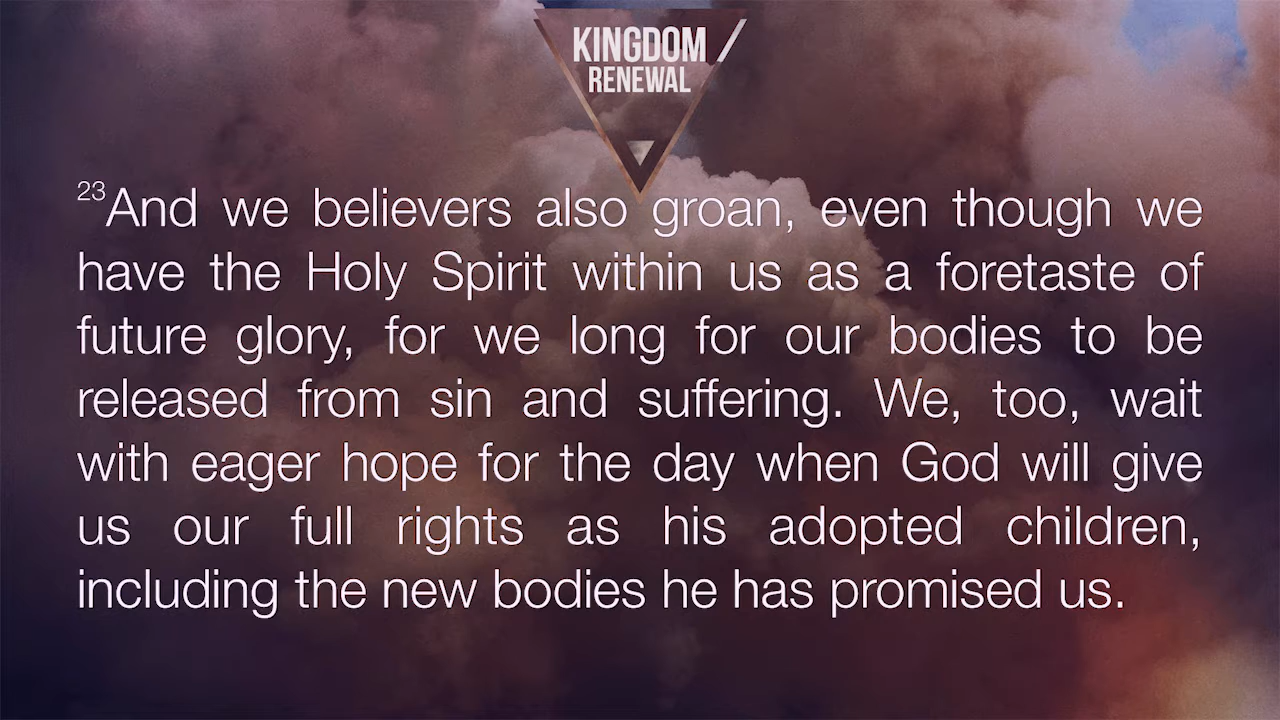 KINGDOM
RENEWAL
23And we believers also groan, even though we
have the Holy Spirit within us as a foretaste of
future glory, for we long for our bodies to be
released from sin and suffering. We, too, wait
with eager hope for the day when God will give
us our full rights as his adopted children,
including the new bodies he has promised us.